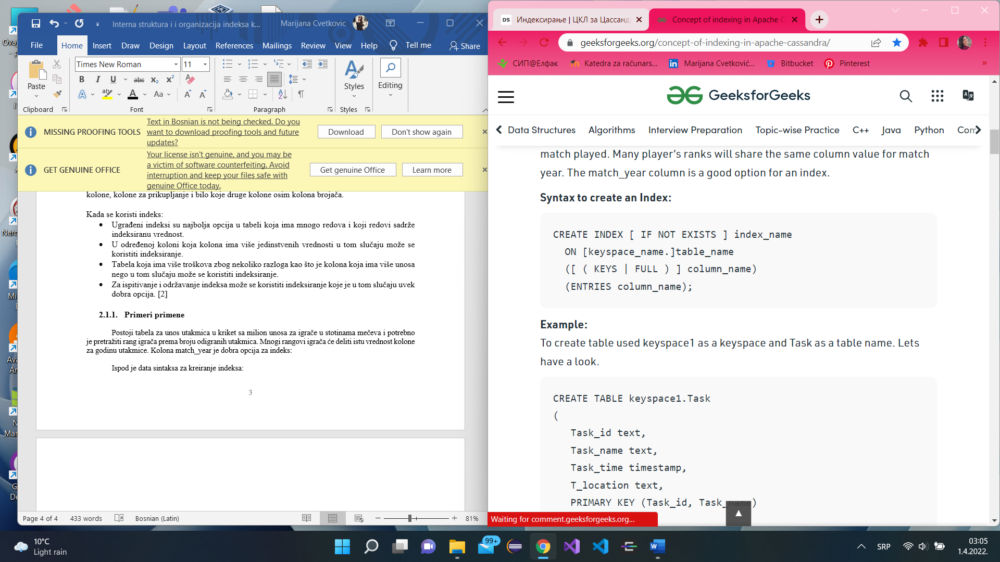 Interna struktura i i organizacija indeksa k...
Marijana Cvetkovic
File
Home
Insert
Draw
Design
Layout
References
Mailings
Review
View
Help
Tell me
Share
Paste
Clipboard
Times New Roman
11
Font
Paragraph
Styles
Styles
Editing
MISSING PROOFING TOOLS
Text in Bosnian is not being checked. Do you
want to download proofing tools and future
updates?
Download
Don't show again
GET GENUINE OFFICE
Your license isn't genuine, and you may be
a victim of software counterfeiting. Avoid
interruption and keep your files safe with
genuine Office today.
Get genuine Office
Learn more
kolone, kolone za prikupljanje i bilo koje druge kolone osim kolona brojača.
Kada se koristi indeks:
• Ugrađeni indeksi su najbolja opcija u tabeli koja ima mnogo redova i koji redovi sadrže
indeksiranu vrednost.
• U određenoj koloni koja kolona ima više jedinstvenih vrednosti u tom slučaju može se
koristiti indeksiranje.
• Tabela koja ima više troškova zbog nekoliko razloga kao što je kolona koja ima više unosa
nego u tom slučaju može se koristiti indeksiranje.
• Za ispitivanje i održavanje indeksa može se koristiti indeksiranje koje je u tom slučaju uvek
dobra opcija. [2]
2.1.1. Primeri primene
Postoji tabela za unos utakmica u kriket sa milion unosa za igrače u stotinama mečeva i potrebno
je pretražiti rang igrača prema broju odigranih utakmica. Mnogi rangovi igrača će deliti istu vrednost kolone
za godinu utakmice. Kolona match_year je dobra opcija za indeks:
Ispod je data sintaksa za kreiranje indeksa:
3
Page 4 of 4
433 words
Bosnian (Latin)
81%
DS Индексирање | ЦКЛ за Цассанд
Concept of indexing in Apache C
geeksforgeeks.org/concept-of-indexing-in-apache-cassandra/
СИП@Елфак
Katedra za računars...
Marijana Cvetković...
Bitbucket
Pinterest
»
GeeksforGeeks
Data Structures
Algorithms
Interview Preparation
Topic-wise Practice
C++
Java
Python
Com
match played. Many player's ranks will share the same column value for match
year. The match_year column is a good option for an index.
Syntax to create an Index:
CREATE INDEX [ IF NOT EXISTS ] index_name
ON [keyspace_name.]table_name
([ ( KEYS | FULL ) ] column_name)
(ENTRIES column_name);
Example:
To create table used keyspace1 as a keyspace and Task as a table name. Lets
have a look.
CREATE TABLE keyspace1.Task
(
Task_id text,
Task_name text,
Task_time timestamp,
T_location text,
PRIMARY KEY (Task_id, Task_name)
Waiting for comment.geeksforgeeks.org...
10°C
Light rain
99+
SRP
03:05
1.4.2022.